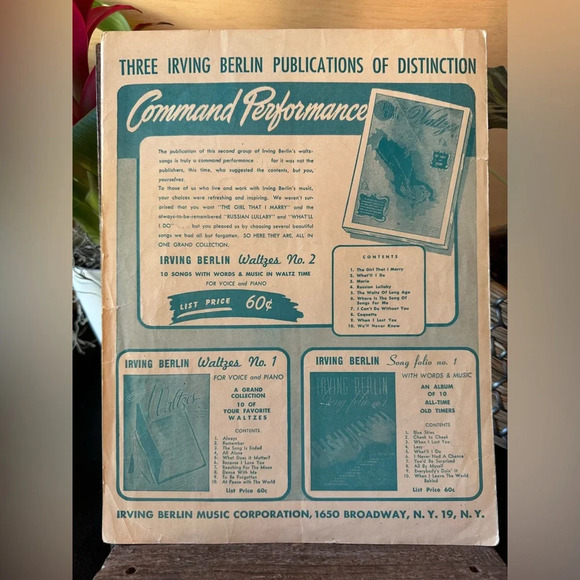 THREE IRVING BERLIN PUBLICATIONS OF DISTINCTION
Command Performance
Waltzes
The publication of this second group of Irving Berlin's waltz-
songs is truly a command performance . . . for it was not the
publishers, this time, who suggested the contents, but you,
yourselves.
To those of us who live and work with Irving Berlin's music,
your choices were refreshing and inspiring. We weren't sur-
prised that you want "THE GIRL THAT I MARRY" and the
always-to-be-remembered "RUSSIAN LULLABY" and "WHAT'LL
I DO" . . . but you pleased us by choosing several beautiful
songs we had all but forgotten. SO HERE THEY ARE, ALL IN
ONE GRAND COLLECTION.
IRVING BERLIN Waltzes No. 2
10 SONGS WITH WORDS & MUSIC IN WALTZ TIME
FOR VOICE and PIANO
LIST PRICE 60¢
CONTENTS
1. The Girl That I Marry
2. What'll I Do
3. Marie
4. Russian Lullaby
5. The Waltz Of Long Ago
6. Where Is The Song Of
Songs For Me
7. I Can't Do Without You
8. Coquette
9. When I Lost You
10. We'll Never Know
IRVING BERLIN Waltzes No. 1
FOR VOICE and PIANO
Waltzes
A GRAND
COLLECTION
10 OF
YOUR FAVORITE
WALTZES
CONTENTS
1. Always
2. Remember
3. The Song Is Ended
4. All Alone
5. What Does It Matter?
6. Because I Love You
7. Reaching For The Moon
8. Dance With Me
9. To Be Forgotten
10. At Peace with The World
List Price 60c
IRVING BERLIN Song folio no. 1
WITH WORDS & MUSIC
IRVING BERLIN
AN ALBUM
OF 10
ALL-TIME
OLD TIMERS
CONTENTS
1. Blue Skies
2. Cheek to Cheek
3. When I Lost You
4. Lazy
5. What'll I Do
6. I Never Had A Chance
7. You'd Be Surprised
8. All By Myself
9. Everybody's Doin' It
10. When I Leave The World
Behind
List Price 60c
IRVING BERLIN MUSIC CORPORATION, 1650 BROADWAY, N. Y. 19, N. Y.